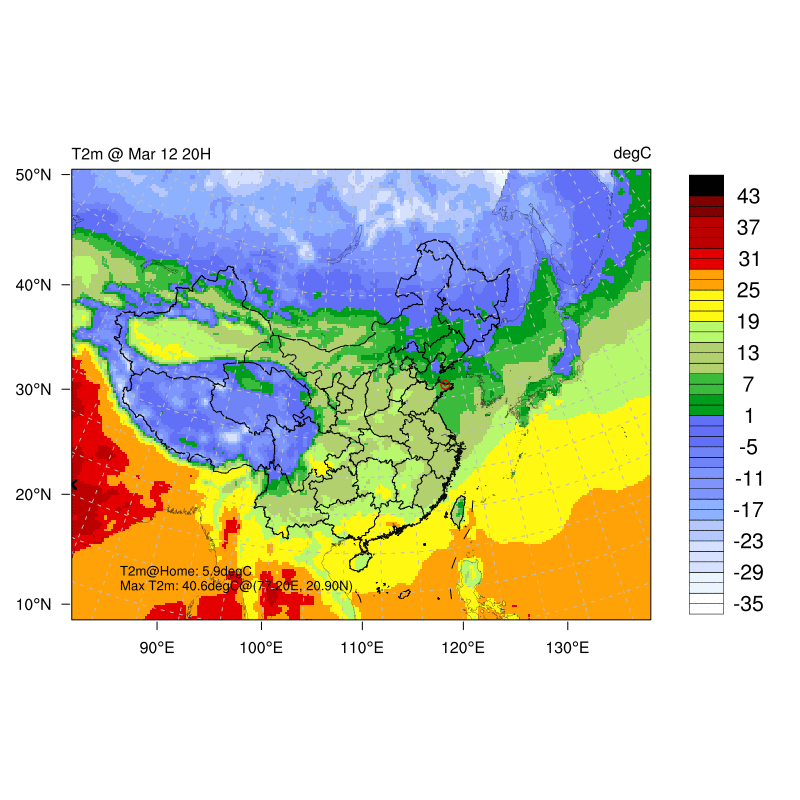 T2m @ Mar 12 20H
degC
50°N
40°N
30°N
20°N
10°N
90°E
100°E
110°E
120°E
130°E
T2m@Home: 5.9degC
Max T2m: 40.6degC@(77.20E, 20.90N)
43
37
31
25
19
13
7
1
-5
-11
-17
-23
-29
-35